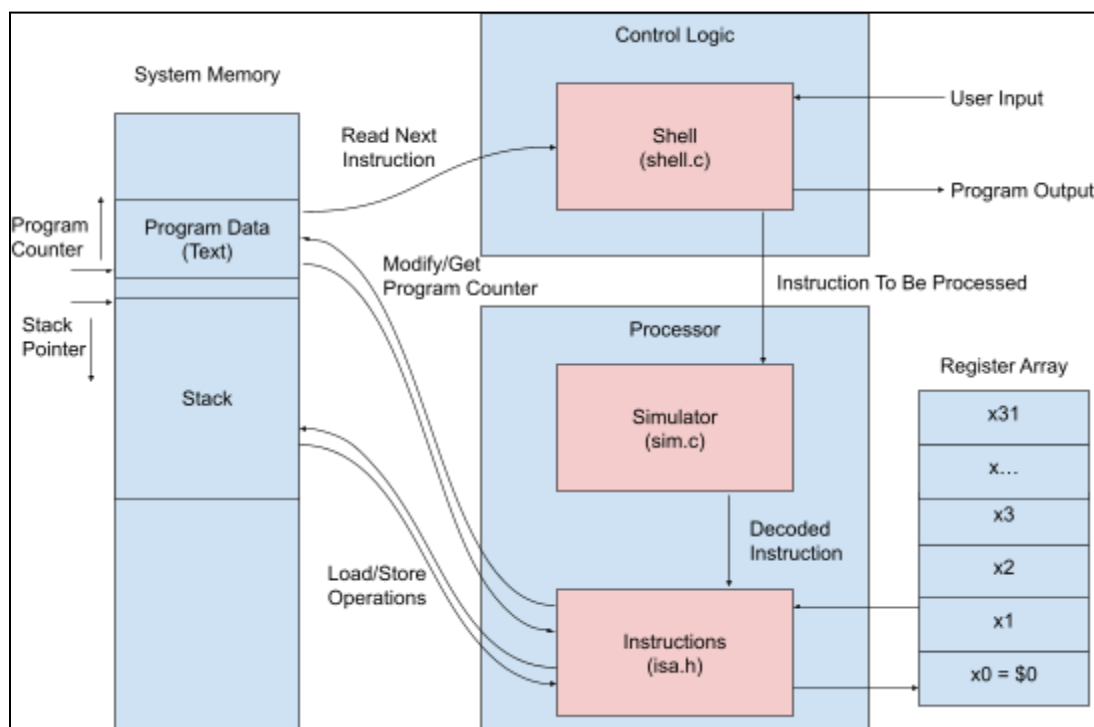 Control Logic
System Memory
User Input
Shell
(shell.c)
Read Next
Instruction
Program Output
Program
Counter
Program Data
(Text)
Modify/Get
Program Counter
Instruction To Be Processed
Stack
Pointer
Processor
Register Array
Stack
Simulator
(sim.c)
x31
x...
x3
Decoded
Instruction
x2
Load/Store
Operations
x1
Instructions
(isa.h)
x0 = $0